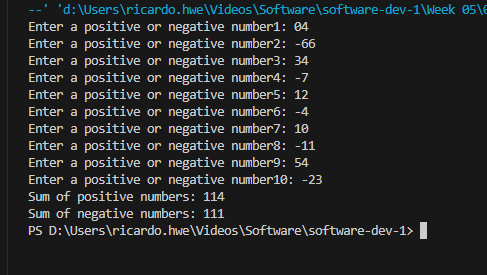 --' 'd:\Users\ricardo.hwe\Videos\Software\software-dev-1\Week 05\
Enter a positive or negative number1: 04
Enter a positive or negative number2: -66
Enter a positive or negative number3: 34
Enter a positive or negative number4: -7
Enter a positive or negative number5: 12
Enter a positive or negative number6: -4
Enter a positive or negative number7: 10
Enter a positive or negative number8: -11
Enter a positive or negative number9: 54
Enter a positive or negative number10: -23
Sum of positive numbers: 114
Sum of negative numbers: 111
PS D:\Users\ricardo.hwe\Videos\Software\software-dev-1>